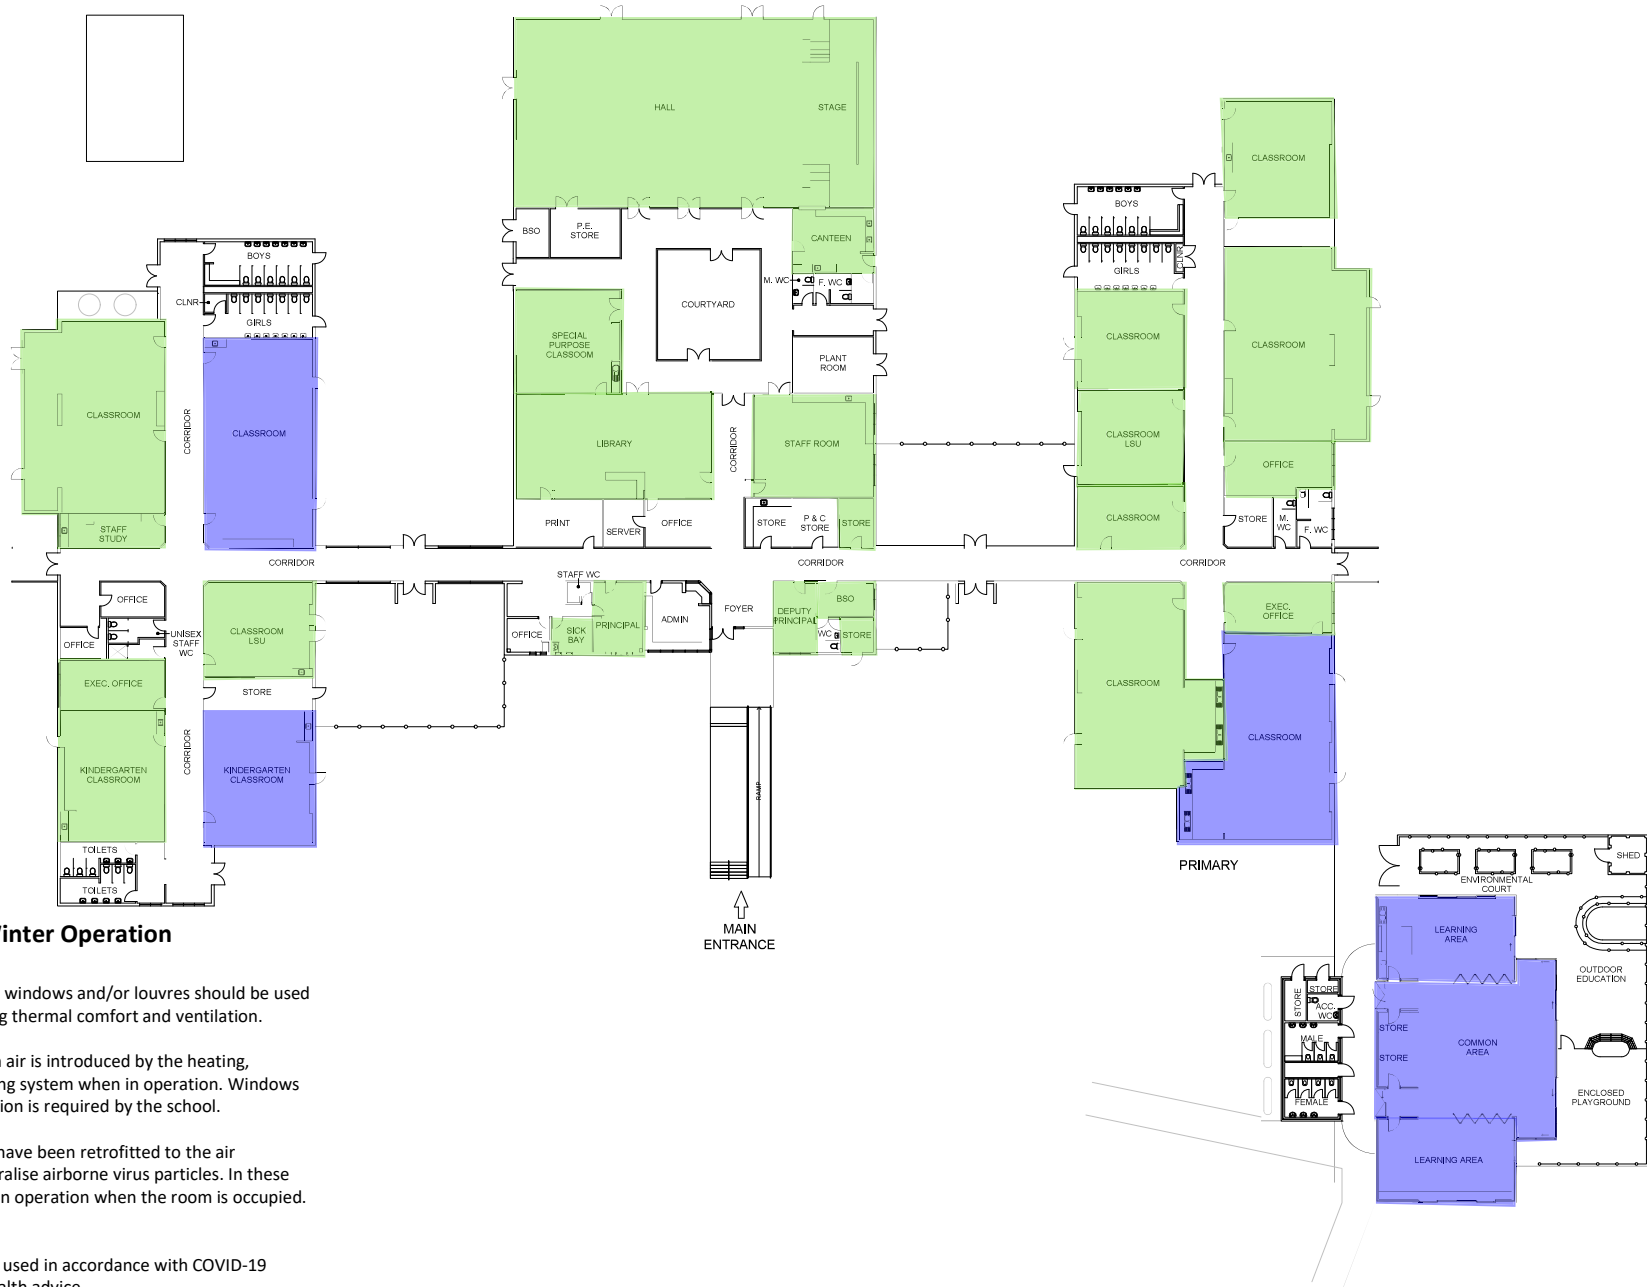 HALL
STAGE
CLASSROOM
BOYS
BSO
P.E.
STORE
CANTEEN
BOYS
GIRLS
CLNR
M. WC
F. WC
CLNR
GIRLS
COURTYARD
SPECIAL
PURPOSE
CLASSOOM
PLANT
ROOM
CLASSROOM
CLASSROOM
CLASSROOM
CORRIDOR
CLASSROOM
LIBRARY
CORRIDOR
STAFF ROOM
CLASSROOM
LSU
OFFICE
STAFF
STUDY
PRINT
SERVER
OFFICE
STORE
P & C
STORE
STORE
CLASSROOM
STORE
M.
WC
F. WC
CORRIDOR
CORRIDOR
CORRIDOR
STAFF WC
OFFICE
OFFICE
UNISEX
STAFF
WC
CLASSROOM
LSU
OFFICE
SICK
BAY
PRINCIPAL
ADMIN
FOYER
DEPUTY
PRINCIPAL
BSO
WC
STORE
EXEC.
OFFICE
EXEC. OFFICE
STORE
CLASSROOM
CLASSROOM
KINDERGARTEN
CLASSROOM
CORRIDOR
KINDERGARTEN
CLASSROOM
RAMP
TOILETS
TOILETS
PRIMARY
MAIN
ENTRANCE
SHED
ENVIRONMENTAL
COURT
LEARNING
AREA
OUTDOOR
EDUCATION
STORE
STORE
ACC.
WC
MALE
FEMALE
STORE
STORE
COMMON
AREA
ENCLOSED
PLAYGROUND
LEARNING AREA
Winter Operation
windows and/or louvres should be used
thermal comfort and ventilation.
air is introduced by the heating,
system when in operation. Windows
is required by the school.
have been retrofitted to the air
airborne virus particles. In these
in operation when the room is occupied.
used in accordance with COVID-19
advice